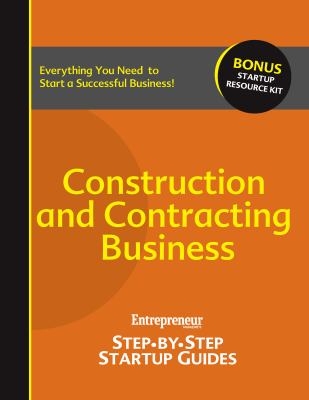 Everything You Need to
Start a Successful Business!
BONUS
STARTUP
RESOURCE KIT
Construction
and Contracting
Business
Entrepreneur
STEP•BY•STEP
STARTUP GUIDES